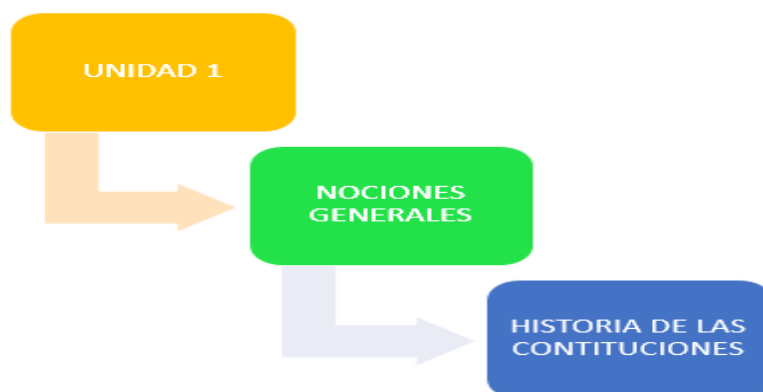 UNIDAD 1
NOCIONES
GENERALES
HISTORIA DE LAS
CONTITUCIONES